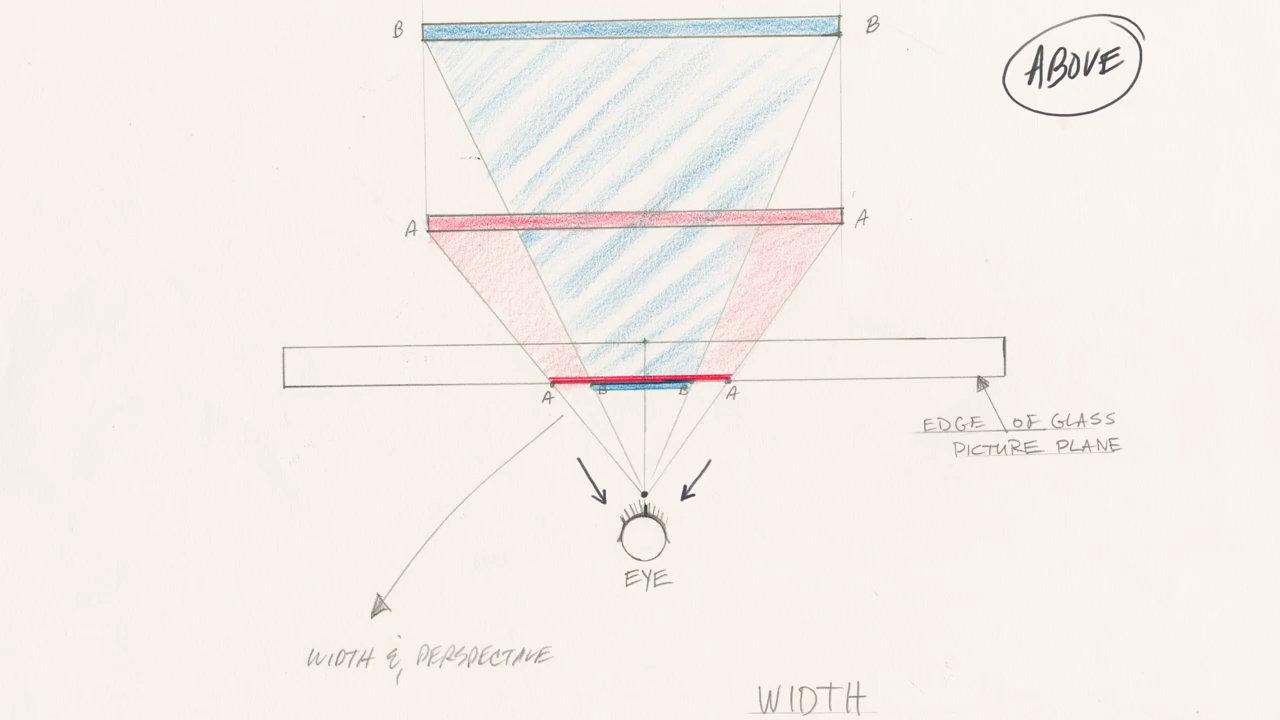 B
B
ABOVE
A
A
A
B
B
A
EDGE OF GLASS
PICTURE PLANE
EYE
WIDTH & PERSPECTIVE
WIDTH